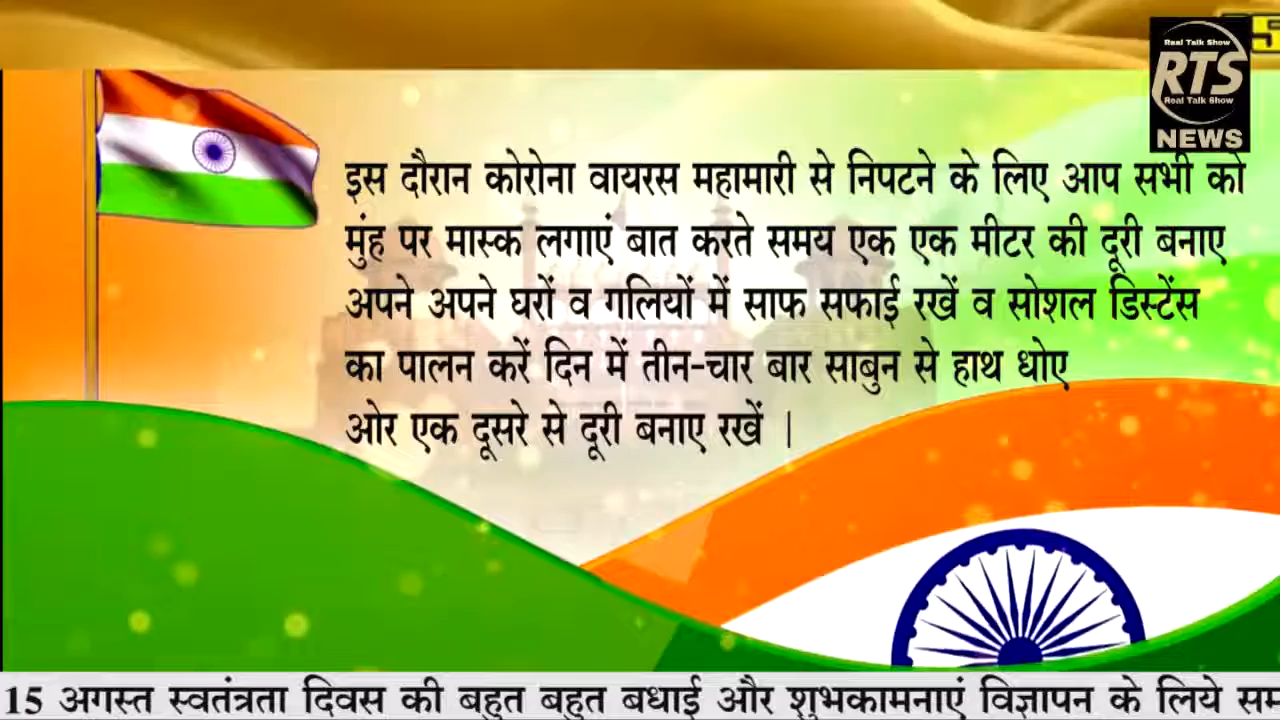 Real Talk Show
RTS
Real Talk Show
NEWS
इस दौरान कोरोना वायरस महामारी से निपटने के लिए आप सभी को
मुंह पर मास्क लगाएं बात करते समय एक एक मीटर की दूरी बनाए
अपने अपने घरों व गलियों में साफ सफाई रखें व सोशल डिस्टेंस
का पालन करें दिन में तीन-चार बार साबुन से हाथ धोए
ओर एक दूसरे से दूरी बनाए रखें |
15 अगस्त स्वतंत्रता दिवस की बहुत बहुत बधाई और शुभकामनाएं विज्ञापन के लिये